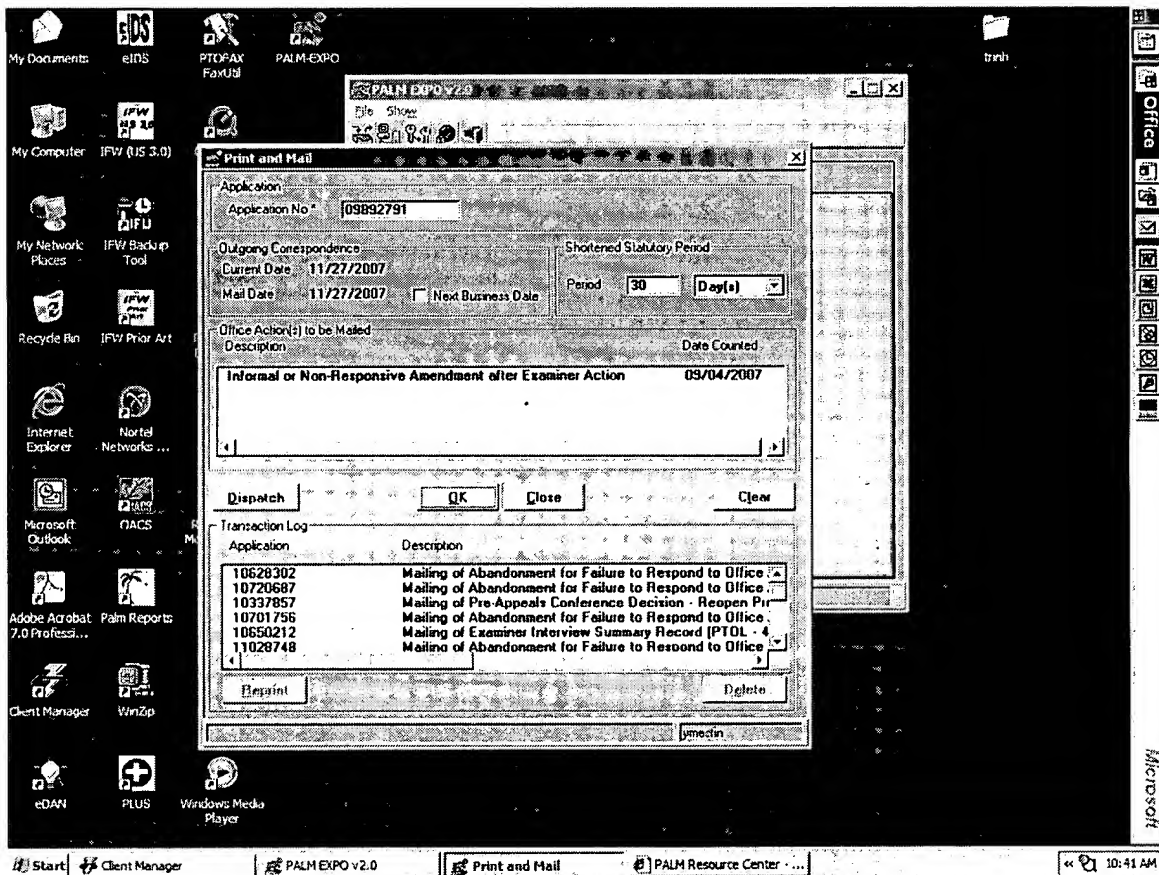 My Documents
eIDS
PTOFAX FaxUtil
PALM-EXPO
trinh
My Computer
IFW (US 3.0)
My Network Places
IFW Backup Tool
Recycle Bin
IFW Prior Art
Internet Explorer
Nortel Networks ...
Microsoft Outlook
OACS
Adobe Acrobat 7.0 Professi...
Palm Reports
Client Manager
WinZip
eDAN
PLUS
Windows Media Player
PALM EXPO v2.0
File Show
Print and Mail
Application
Application No * 09892791
Outgoing Correspondence
Current Date 11/27/2007
Mail Date 11/27/2007 Next Business Date
Shortened Statutory Period
Period 30 Day(s)
Office Action(s) to be Mailed
Description Date Counted
Informal or Non-Responsive Amendment after Examiner Action 09/04/2007
Dispatch OK Close Clear
Transaction Log
Application Description
10628302 Mailing of Abandonment for Failure to Respond to Office
10720687 Mailing of Abandonment for Failure to Respond to Office
10337857 Mailing of Pre-Appeals Conference Decision - Reopen
10701756 Mailing of Abandonment for Failure to Respond to Office
10650212 Mailing of Examiner Interview Summary Record (PTOL - 4
11028748 Mailing of Abandonment for Failure to Respond to Office
Reprint Delete
Office
Microsoft
Start Client Manager PALM EXPO v2.0 Print and Mail PALM Resource Center - ... « 10:41 AM